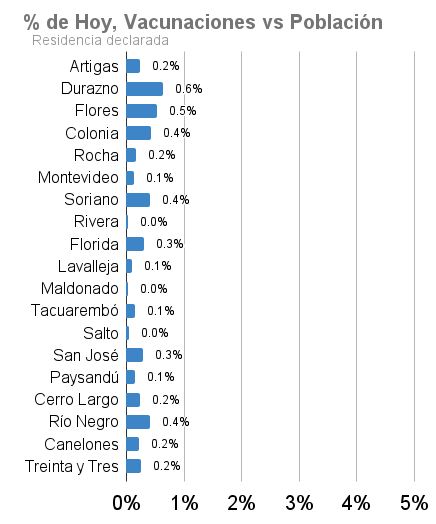 % de Hoy, Vacunaciones vs Población
Residencia declarada
Artigas 0.2%
Durazno 0.6%
Flores 0.5%
Colonia 0.4%
Rocha 0.2%
Montevideo 0.1%
Soriano 0.4%
Rivera 0.0%
Florida 0.3%
Lavalleja 0.1%
Maldonado 0.0%
Tacuarembó 0.1%
Salto 0.0%
San José 0.3%
Paysandú 0.1%
Cerro Largo 0.2%
Río Negro 0.4%
Canelones 0.2%
Treinta y Tres 0.2%
0% 1% 2% 3% 4% 5%